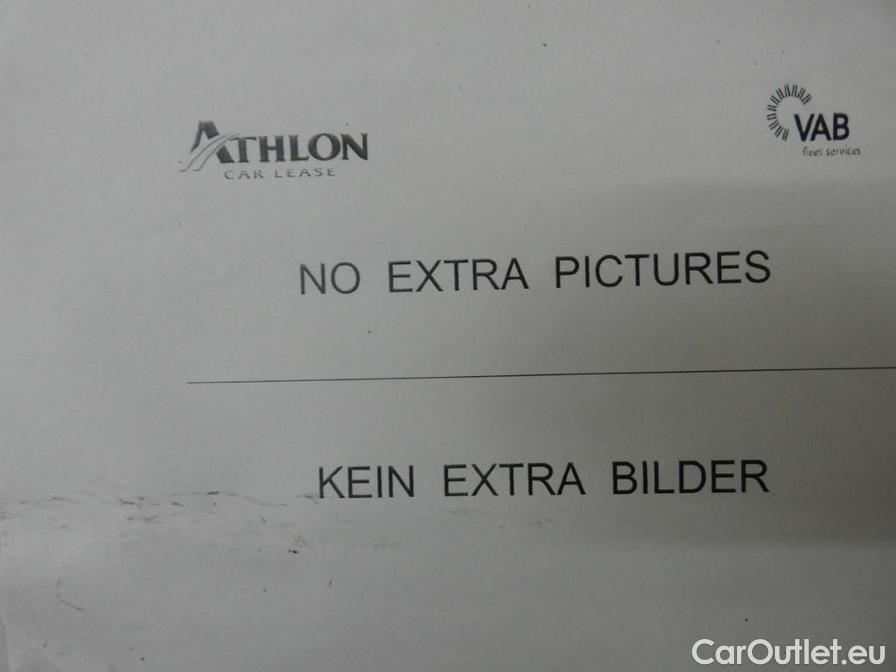 ATHLON
CAR LEASE
VAB
fleet services
NO EXTRA PICTURES
KEIN EXTRA BILDER
CarOutlet.eu